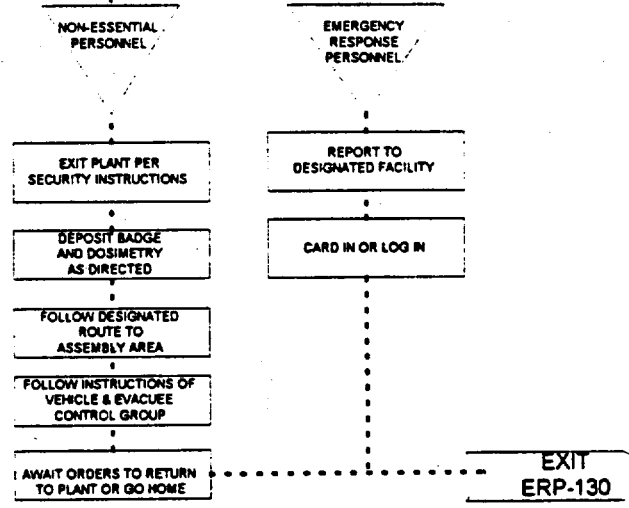 NON-ESSENTIAL
PERSONNEL
EXIT PLANT PER
SECURITY INSTRUCTIONS
DEPOSIT BADGE
AND DOSIMETRY
AS DIRECTED
FOLLOW DESIGNATED
ROUTE TO
ASSEMBLY AREA
FOLLOW INSTRUCTIONS OF
VEHICLE & EVACUEE
CONTROL GROUP
AWAIT ORDERS TO RETURN
TO PLANT OR GO HOME
EMERGENCY
RESPONSE
PERSONNEL
REPORT TO
DESIGNATED FACILITY
CARD IN OR LOG IN
EXIT
ERP-130